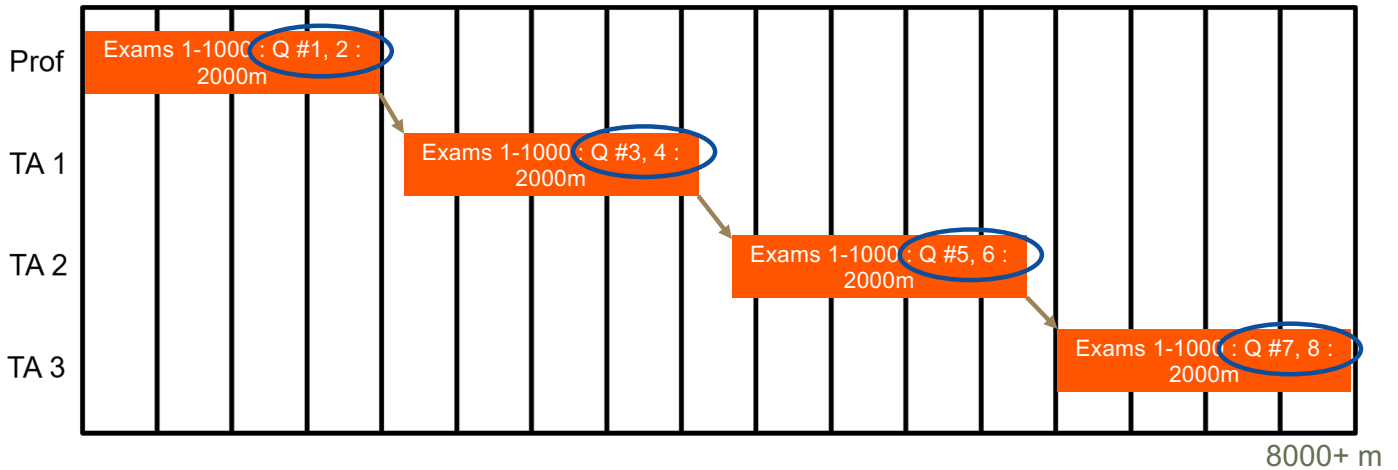 Prof
Exams 1-1000 : Q #1, 2 :
2000m
TA 1
Exams 1-1000 : Q #3, 4 :
2000m
TA 2
Exams 1-1000 : Q #5, 6 :
2000m
TA 3
Exams 1-1000 : Q #7, 8 :
2000m
8000+ m